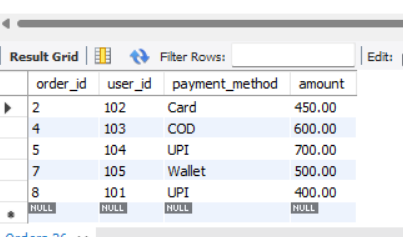 Result Grid Filter Rows: Edit:
order_id user_id payment_method amount
2 102 Card 450.00
4 103 COD 600.00
5 104 UPI 700.00
7 105 Wallet 500.00
8 101 UPI 400.00
NULL NULL NULL NULL